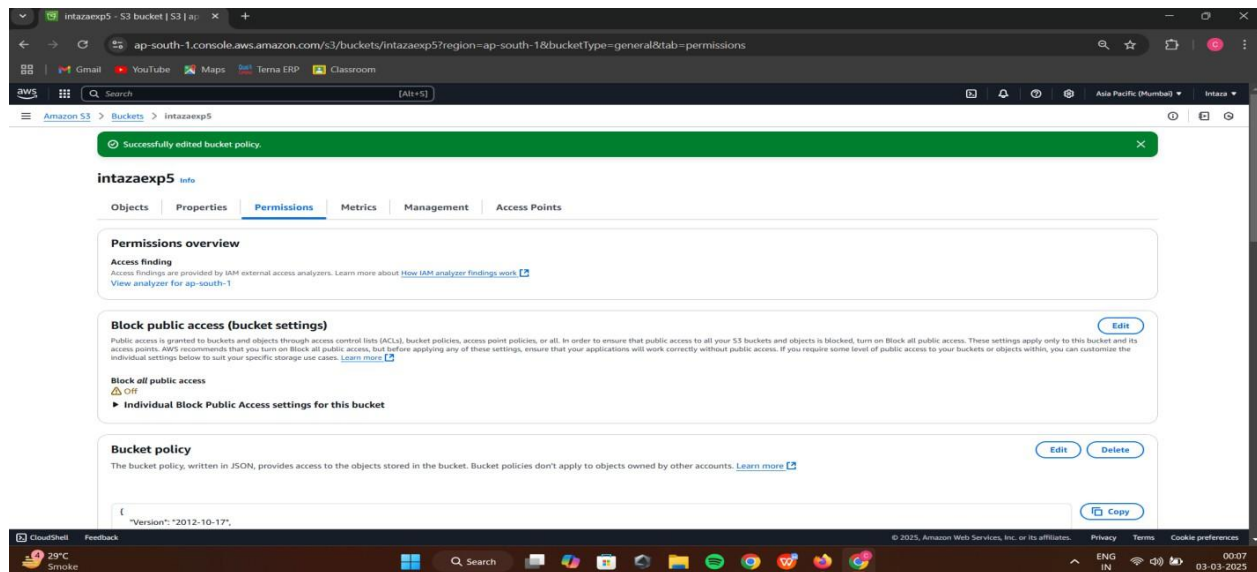 intazaexp5 - S3 bucket | S3 | ap
ap-south-1.console.aws.amazon.com/s3/buckets/intazaexp5?region=ap-south-1&bucketType=general&tab=permissions
Gmail YouTube Maps Terna ERP Classroom
aws Search [Alt+S] Asia Pacific (Mumbai) Intaza
Amazon S3 > Buckets > intazaexp5
Successfully edited bucket policy.
intazaexp5 Info
Objects Properties Permissions Metrics Management Access Points
Permissions overview
Access finding
Access findings are provided by IAM external access analyzers. Learn more about How IAM analyzer findings work
View analyzer for ap-south-1
Block public access (bucket settings) Edit
Public access is granted to buckets and objects through access control lists (ACLs), bucket policies, access point policies, or all. In order to ensure that public access to all your S3 buckets and objects is blocked, turn on Block all public access. These settings apply only to this bucket and its
access points. AWS recommends that you turn on Block all public access, but before applying any of these settings, ensure that your applications will work correctly without public access. If you require some level of public access to your buckets or objects within, you can customize the
individual settings below to suit your specific storage use cases. Learn more
Block all public access
Off
Individual Block Public Access settings for this bucket
Bucket policy Edit Delete
The bucket policy, written in JSON, provides access to the objects stored in the bucket. Bucket policies don't apply to objects owned by other accounts. Learn more
{ Copy
"Version": "2012-10-17",
CloudShell Feedback © 2025, Amazon Web Services, Inc. or its affiliates. Privacy Terms Cookie preferences
4 29°C Search ENG 00:07
Smoke IN 03-03-2025